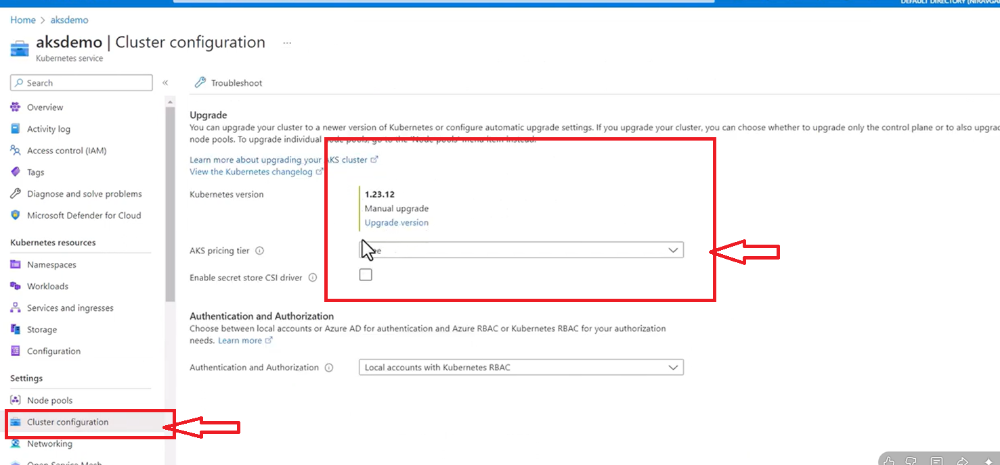 Home > aksdemo
aksdemo | Cluster configuration ...
Kubernetes service
Search
«
Overview
Activity log
Access control (IAM)
Tags
Diagnose and solve problems
Microsoft Defender for Cloud
Kubernetes resources
Namespaces
Workloads
Services and ingresses
Storage
Configuration
Settings
Node pools
Cluster configuration
Networking
Open Service Mesh
Troubleshoot
Upgrade
You can upgrade your cluster to a newer version of Kubernetes or configure automatic upgrade settings. If you upgrade your cluster, you can choose whether to upgrade only the control plane or to also
node pools. To upgrade individual node pools, go to the 'Node pools' menu item instead.
Learn more about upgrading your AKS cluster
View the Kubernetes changelog
Kubernetes version
1.23.12
Manual upgrade
Upgrade version
AKS pricing tier
Enable secret store CSI driver
Authentication and Authorization
Choose between local accounts or Azure AD for authentication and Azure RBAC or Kubernetes RBAC for your authorization
needs. Learn more
Authentication and Authorization
Local accounts with Kubernetes RBAC